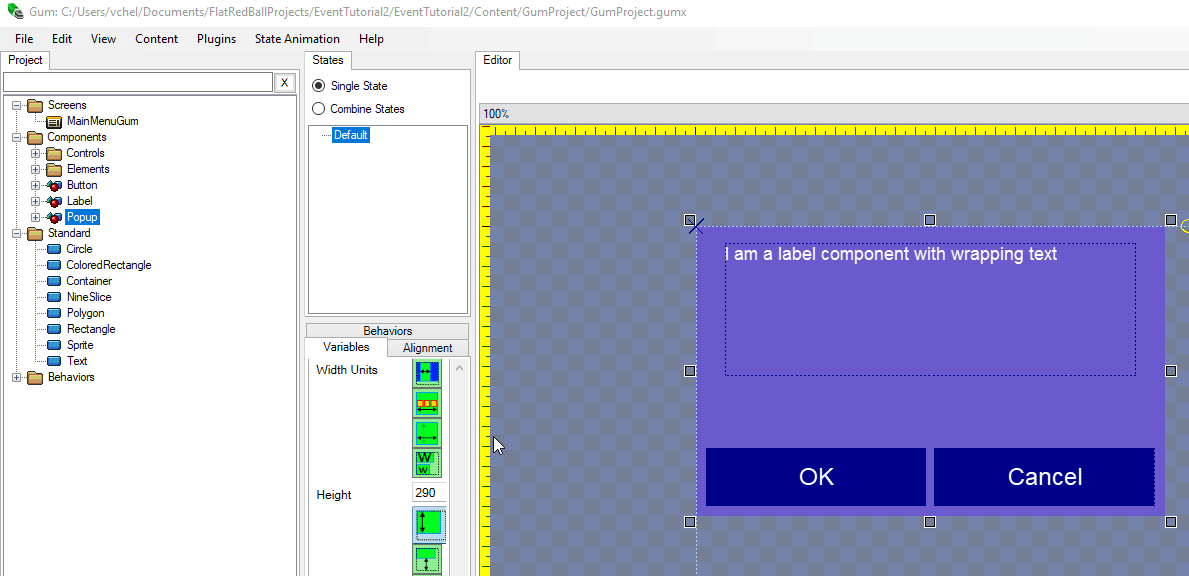 Gum: C:/Users/vchel/Documents/FlatRedBallProjects/EventTutorial2/EventTutorial2/Content/GumProject/GumProject.gumx
File Edit View Content Plugins State Animation Help
Project
X
Screens
MainMenuGum
Components
Controls
Elements
Button
Label
Popup
Standard
Circle
ColoredRectangle
Container
NineSlice
Polygon
Rectangle
Sprite
Text
Behaviors
States
Single State
Combine States
Default
Behaviors
Variables Alignment
Width Units
W
W
Height 290
Editor
100%
I am a label component with wrapping text
OK Cancel